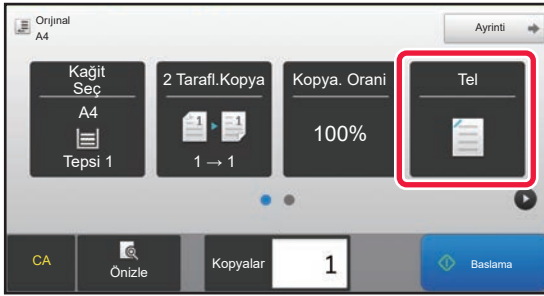 Orıjınal
A4
Ayrinti
Kağit
Seç
A4
Tepsi 1
2 Tarafl.Kopya
1 → 1
Kopya. Orani
100%
Tel
CA
Önizle
Kopyalar
1
Baslama